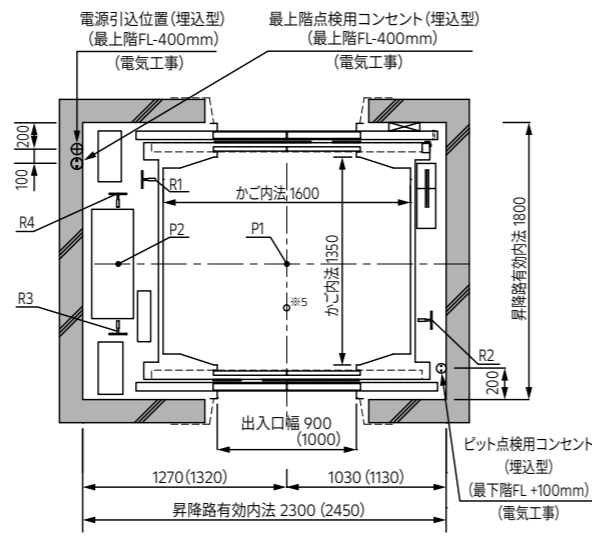 電源引込位置(埋込型)
(最上階FL-400mm)
(電気工事)
最上階点検用コンセント(埋込型)
(最上階FL-400mm)
(電気工事)
200
100
R1
R4
かご内法 1600
P2
P1
かご内法 1350
※5
昇降路有効内法 1800
R3
R2
200
出入口幅 900
(1000)
ピット点検用コンセント
(埋込型)
(最下階FL +100mm)
(電気工事)
1270 (1320)
1030 (1130)
昇降路有効内法 2300 (2450)